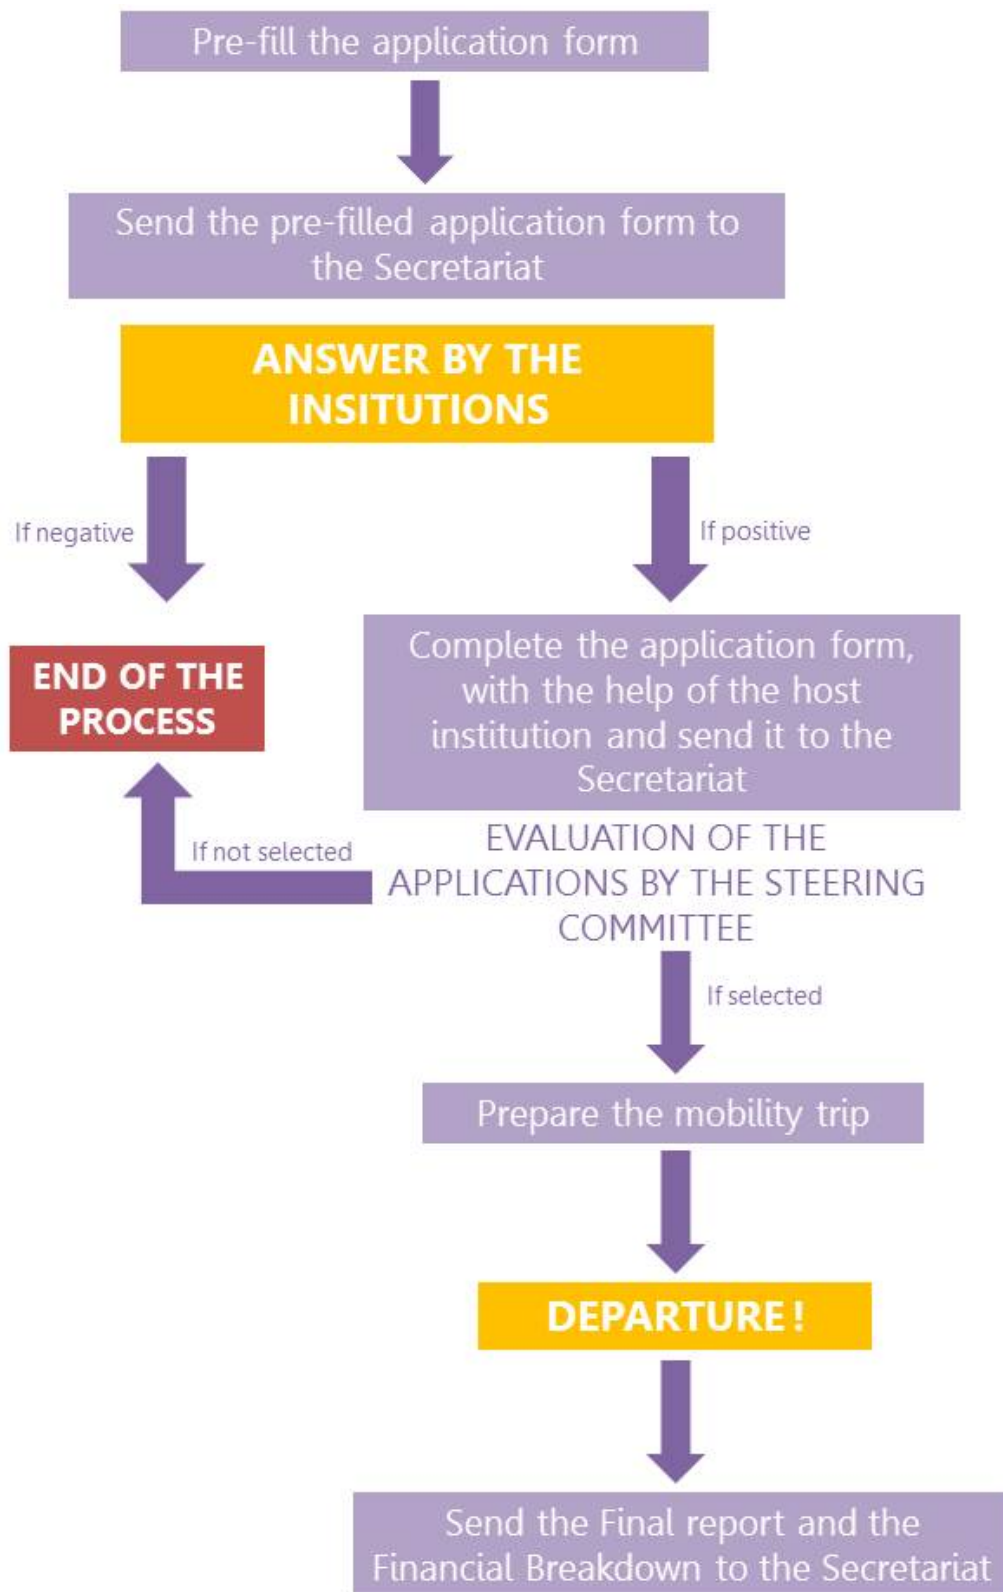 Pre-fill the application form
Send the pre-filled application form to
the Secretariat
ANSWER BY THE
INSITUTIONS
If negative
If positive
END OF THE
PROCESS
Complete the application form,
with the help of the host
institution and send it to the
Secretariat
If not selected
EVALUATION OF THE
APPLICATIONS BY THE STEERING
COMMITTEE
If selected
Prepare the mobility trip
DEPARTURE !
Send the Final report and the
Financial Breakdown to the Secretariat